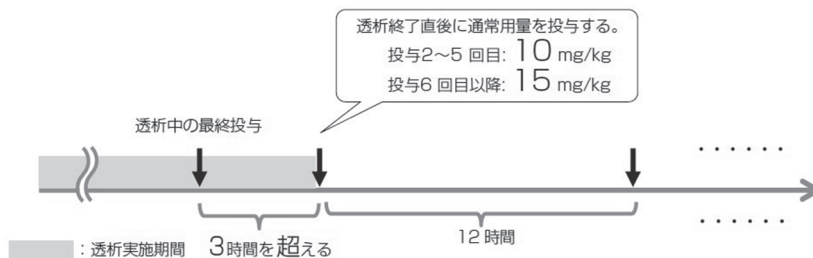 透析終了直後に通常用量を投与する。
投与2〜5 回目: 10 mg/kg
投与6 回目以降: 15 mg/kg
透析中の最終投与
・・・・・・
・・・・・・
3時間を超える
12 時間
：透析実施期間